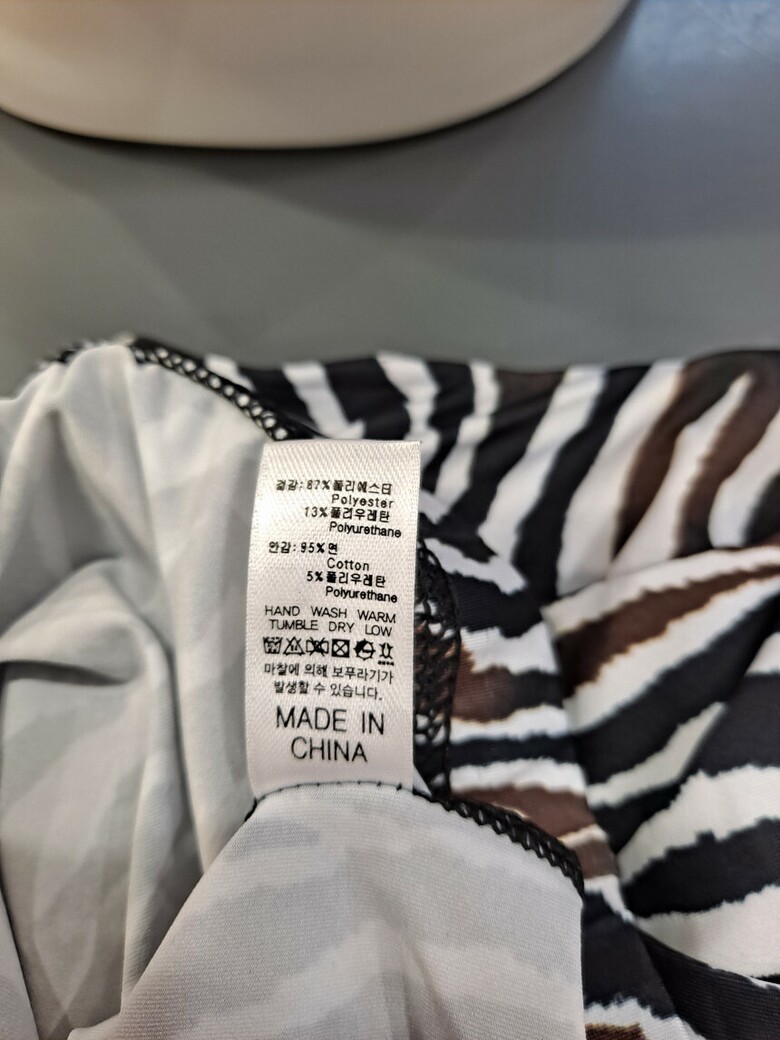 겉감:87%폴리에스터
Polyester
13%폴리우레탄
Polyurethane
안감:95%면
Cotton
5%폴리우레탄
Polyurethane
HAND WASH WARM
TUMBLE DRY LOW
마찰에 의해 보푸라기가
발생할 수 있습니다.
MADE IN
CHINA